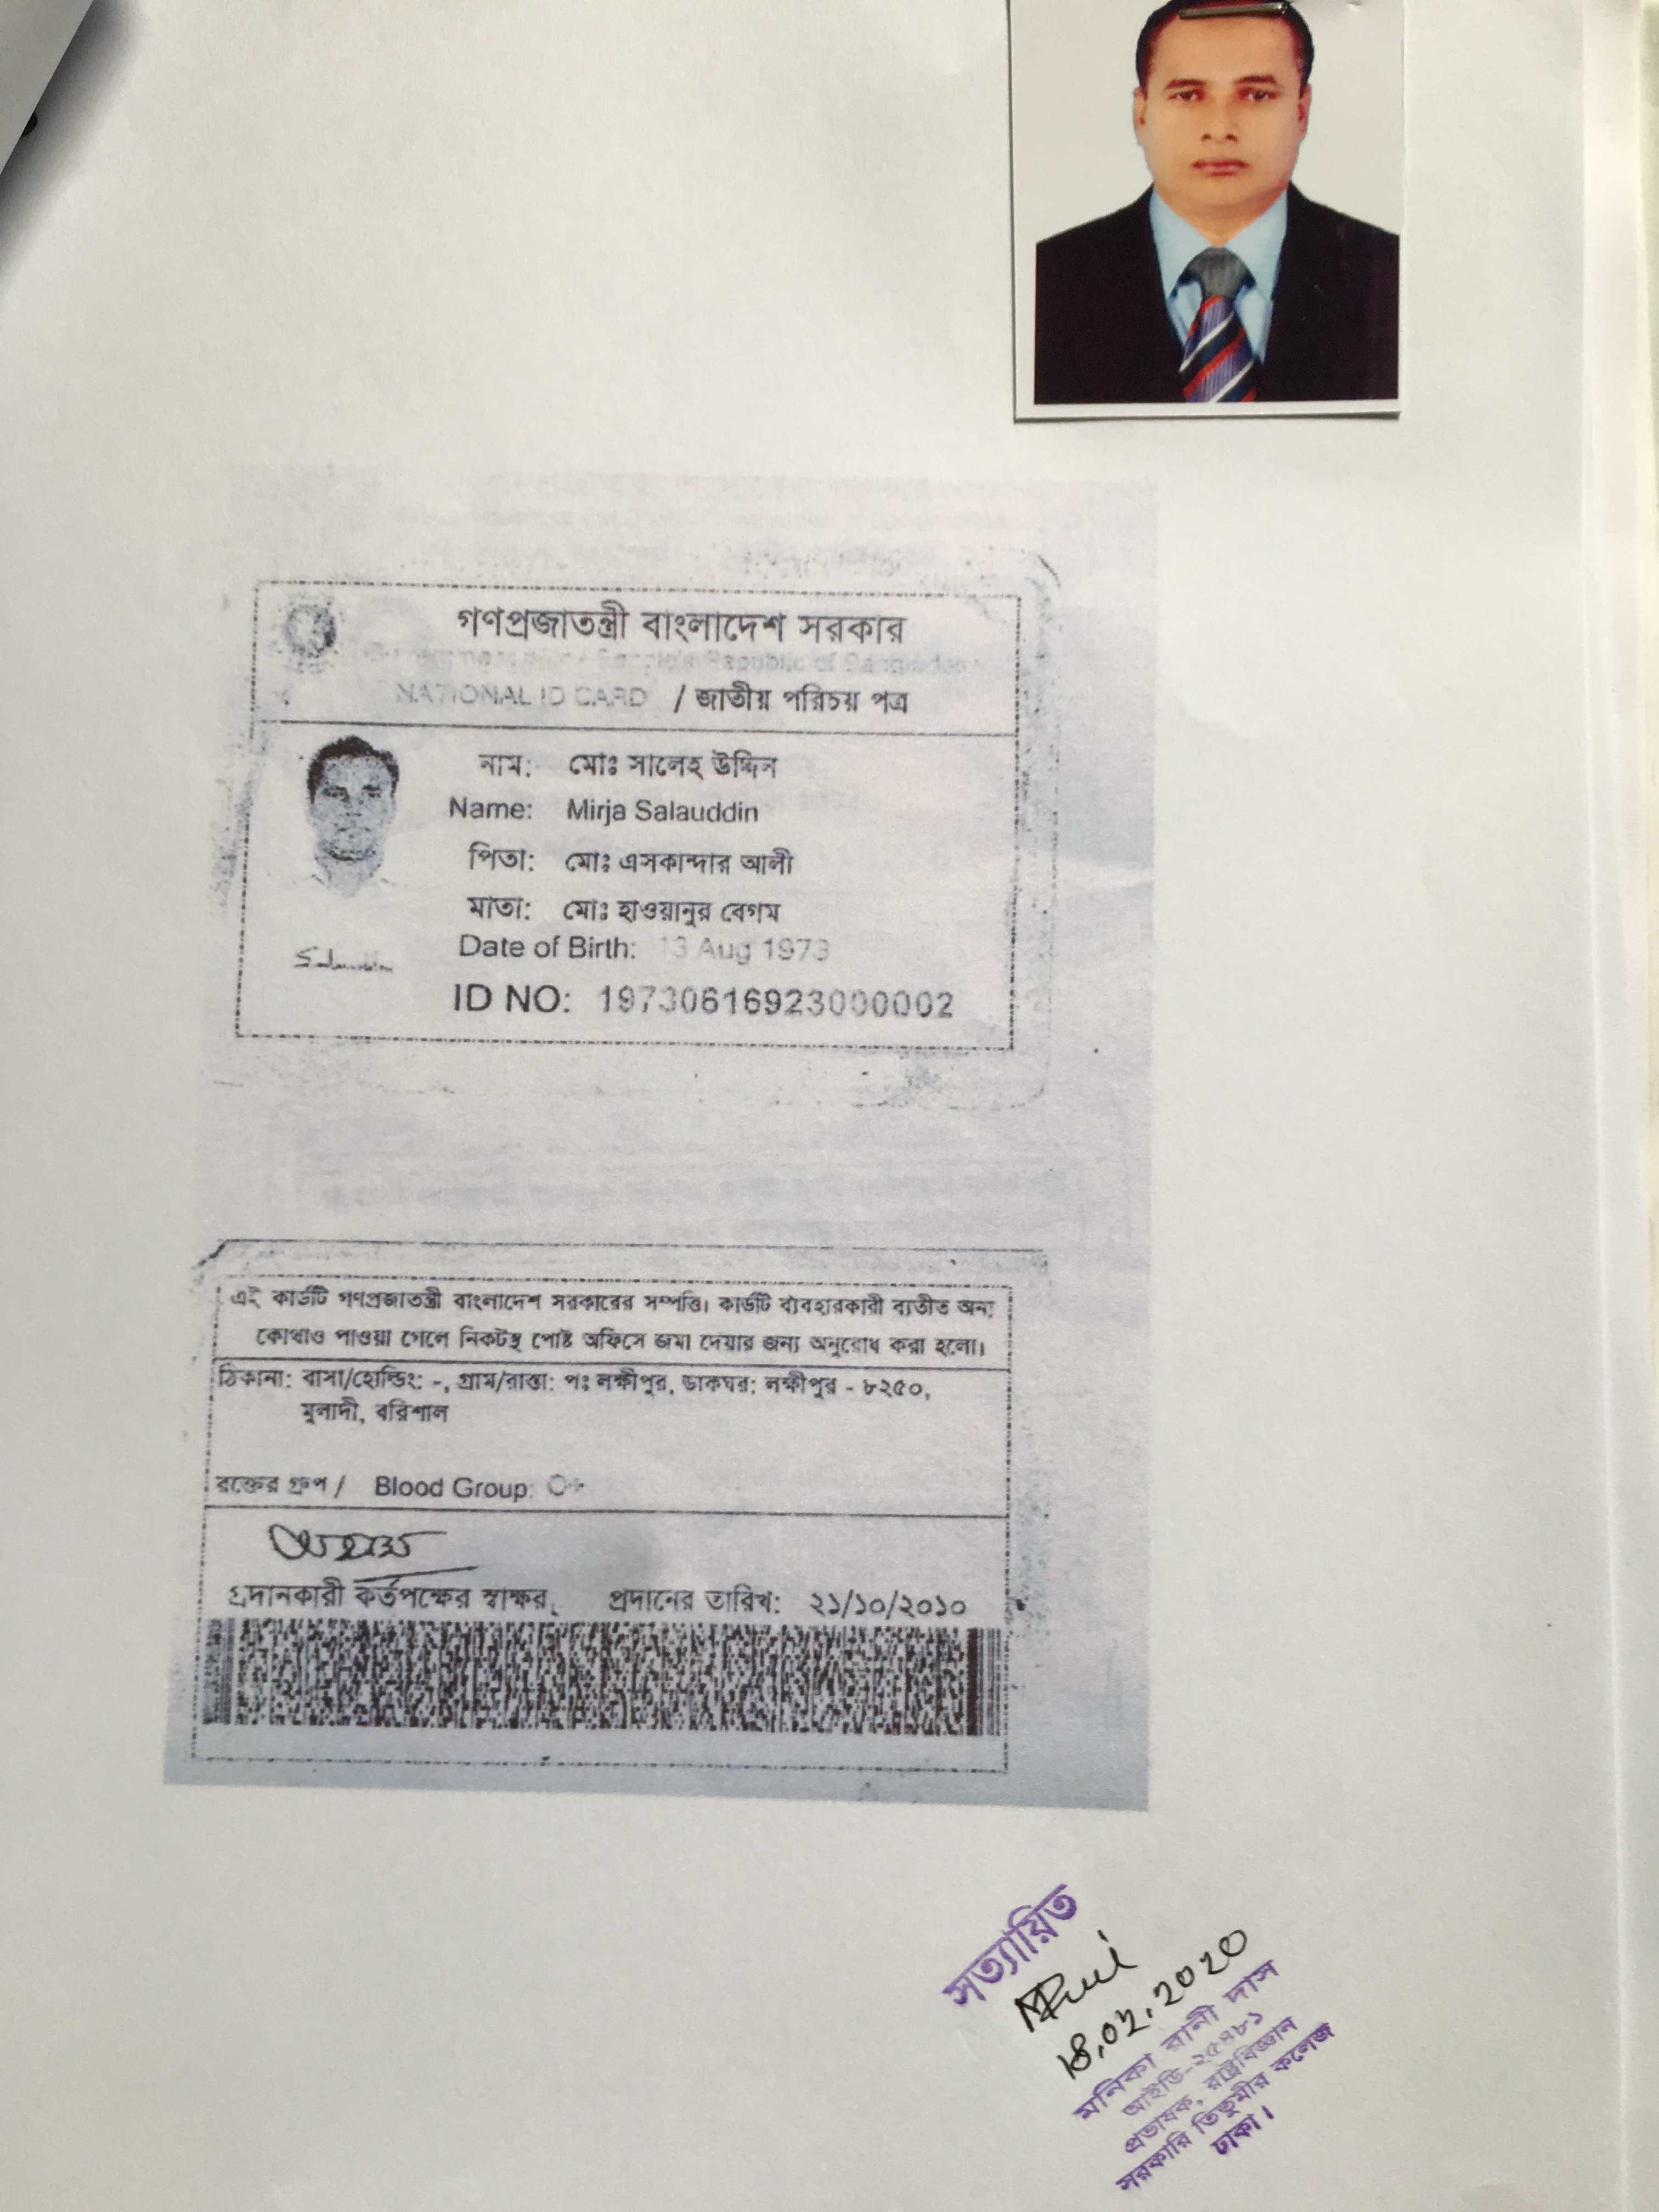 গণপ্রজাতন্ত্রী বাংলাদেশ সরকার
Government of the People's Republic of Bangladesh
NATIONAL ID CARD / জাতীয় পরিচয় পত্র
নাম: মোঃ সালেহ উদ্দিন
Name: Mirja Salauddin
পিতা: মোঃ এসকান্দার আলী
মাতা: মোঃ হাওয়ানুর বেগম
Date of Birth: 13 Aug 1973
ID NO: 19730616923000002
এই কার্ডটি গণপ্রজাতন্ত্রী বাংলাদেশ সরকারের সম্পত্তি। কার্ডটি ব্যবহারকারী ব্যতীত অন্য
কোথাও পাওয়া গেলে নিকটস্থ পোষ্ট অফিসে জমা দেয়ার জন্য অনুরোধ করা হলো।
ঠিকানা: বাসা/হোল্ডিং: -, গ্রাম/রাস্তা: পঃ লক্ষীপুর, ডাকঘর: লক্ষীপুর - ৮২৫০,
মুলাদী, বরিশাল
রক্তের গ্রুপ / Blood Group: O+
প্রদানকারী কর্তপক্ষের স্বাক্ষর প্রদানের তারিখ: ২১/১০/২০১০
সত্যায়িত
18.02.2020
মনিকা রানী দাস
আইডি-২৫৪৮১
প্রভাষক, রাষ্ট্রবিজ্ঞান
সরকারি তিতুমীর কলেজ
ঢাকা।